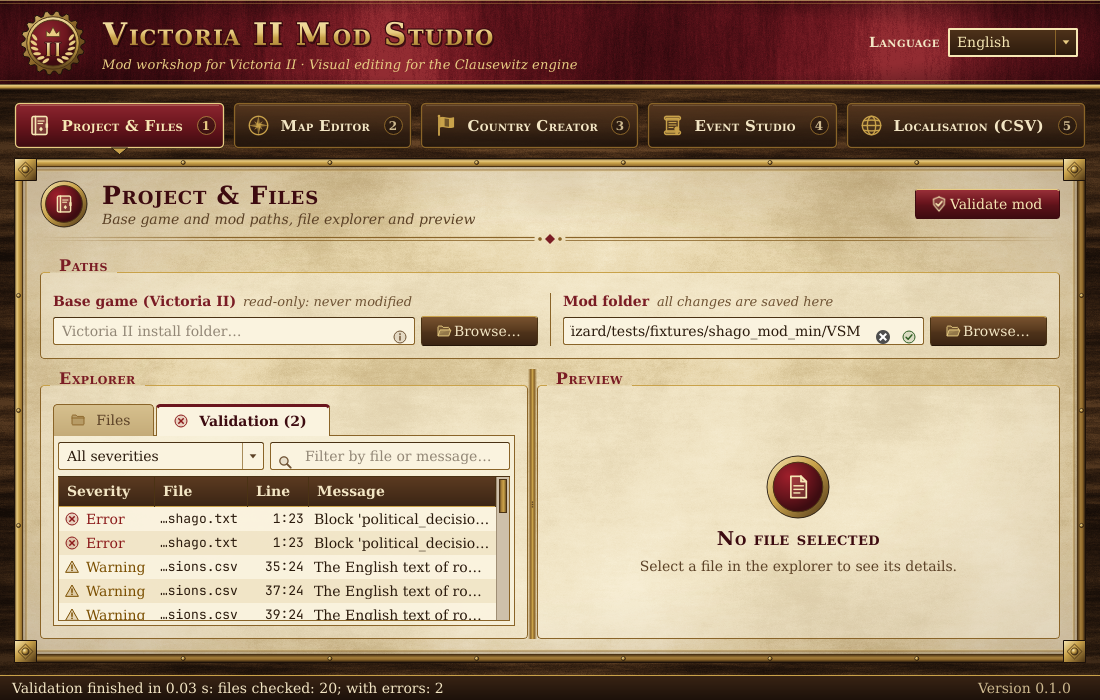 Victoria II Mod Studio
Mod workshop for Victoria II · Visual editing for the Clausewitz engine
Language
English
Project & Files 1
Map Editor 2
Country Creator 3
Event Studio 4
Localisation (CSV) 5
Project & Files
Base game and mod paths, file explorer and preview
Validate mod
Paths
Base game (Victoria II) read-only: never modified
Victoria II install folder…
Browse…
Mod folder all changes are saved here
izard/tests/fixtures/shago_mod_min/VSM
Browse…
Explorer
Files
Validation (2)
All severities
Filter by file or message…
Severity File Line Message
Error …shago.txt 1:23 Block 'political_decisio…
Error …shago.txt 1:23 Block 'political_decisio…
Warning …sions.csv 35:24 The English text of ro…
Warning …sions.csv 37:24 The English text of ro…
Warning …sions.csv 39:24 The English text of ro…
Preview
No file selected
Select a file in the explorer to see its details.
Validation finished in 0.03 s: files checked: 20; with errors: 2
Version 0.1.0